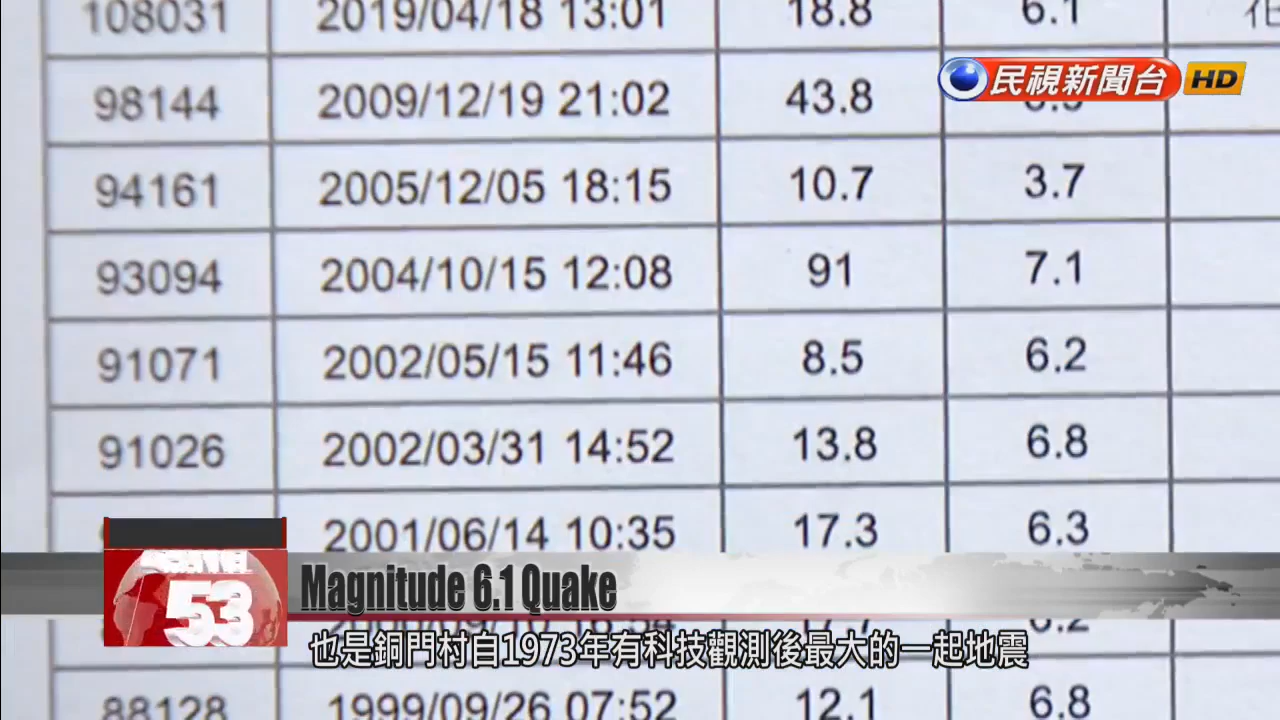 108031 2019/04/18 13:01 18.8 6.1
民視新聞台 HD
98144 2009/12/19 21:02 43.8
94161 2005/12/05 18:15 10.7 3.7
93094 2004/10/15 12:08 91 7.1
91071 2002/05/15 11:46 8.5 6.2
91026 2002/03/31 14:52 13.8 6.8
2001/06/14 10:35 17.3 6.3
53
Magnitude 6.1 Quake
也是銅門村自1973年有科技觀測後最大的一起地震
88128 1999/09/26 07:52 12.1 6.8